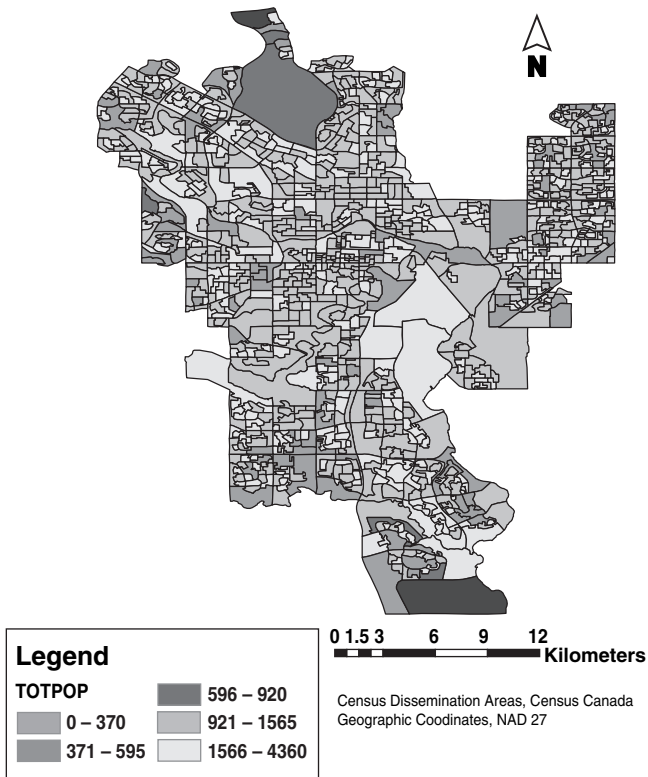 N
0 1.5 3 6 9 12
Kilometers
Legend
TOTPOP
0 – 370
371 – 595
596 – 920
921 – 1565
1566 – 4360
Census Dissemination Areas, Census Canada
Geographic Coodinates, NAD 27